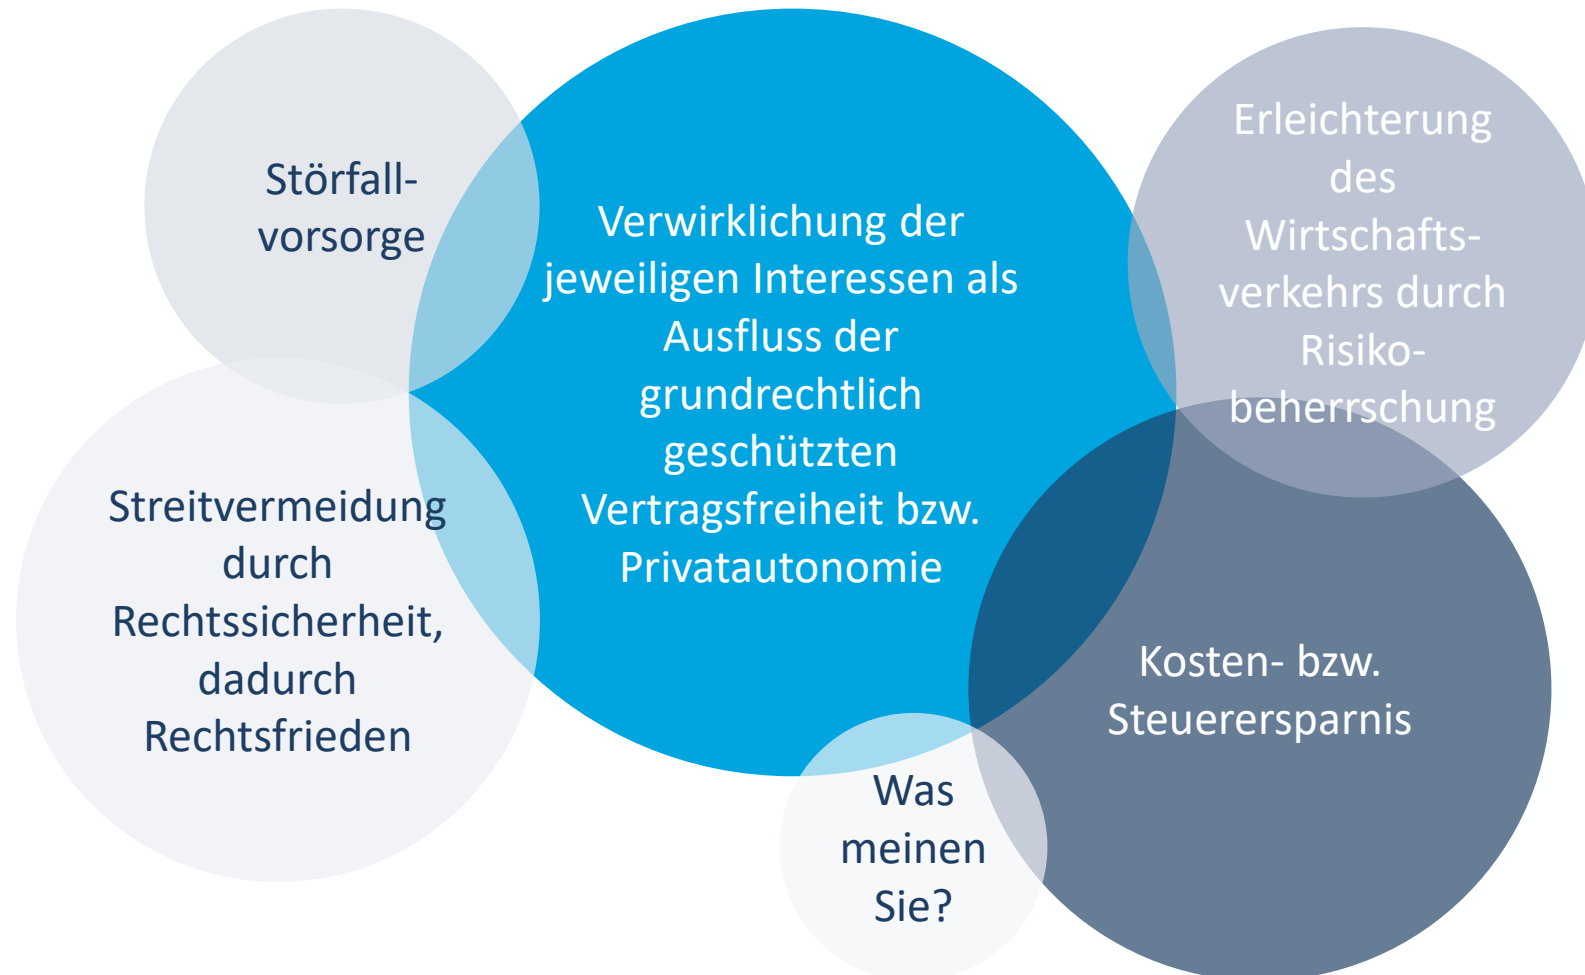 Störfall-
vorsorge
Verwirklichung der
jeweiligen Interessen als
Ausfluss der
grundrechtlich
geschützten
Vertragsfreiheit bzw.
Privatautonomie
Erleichterung
des
Wirtschafts-
verkehrs durch
Risiko-
beherrschung
Streitvermeidung
durch
Rechtssicherheit,
dadurch
Rechtsfrieden
Kosten- bzw.
Steuerersparnis
Was
meinen
Sie?